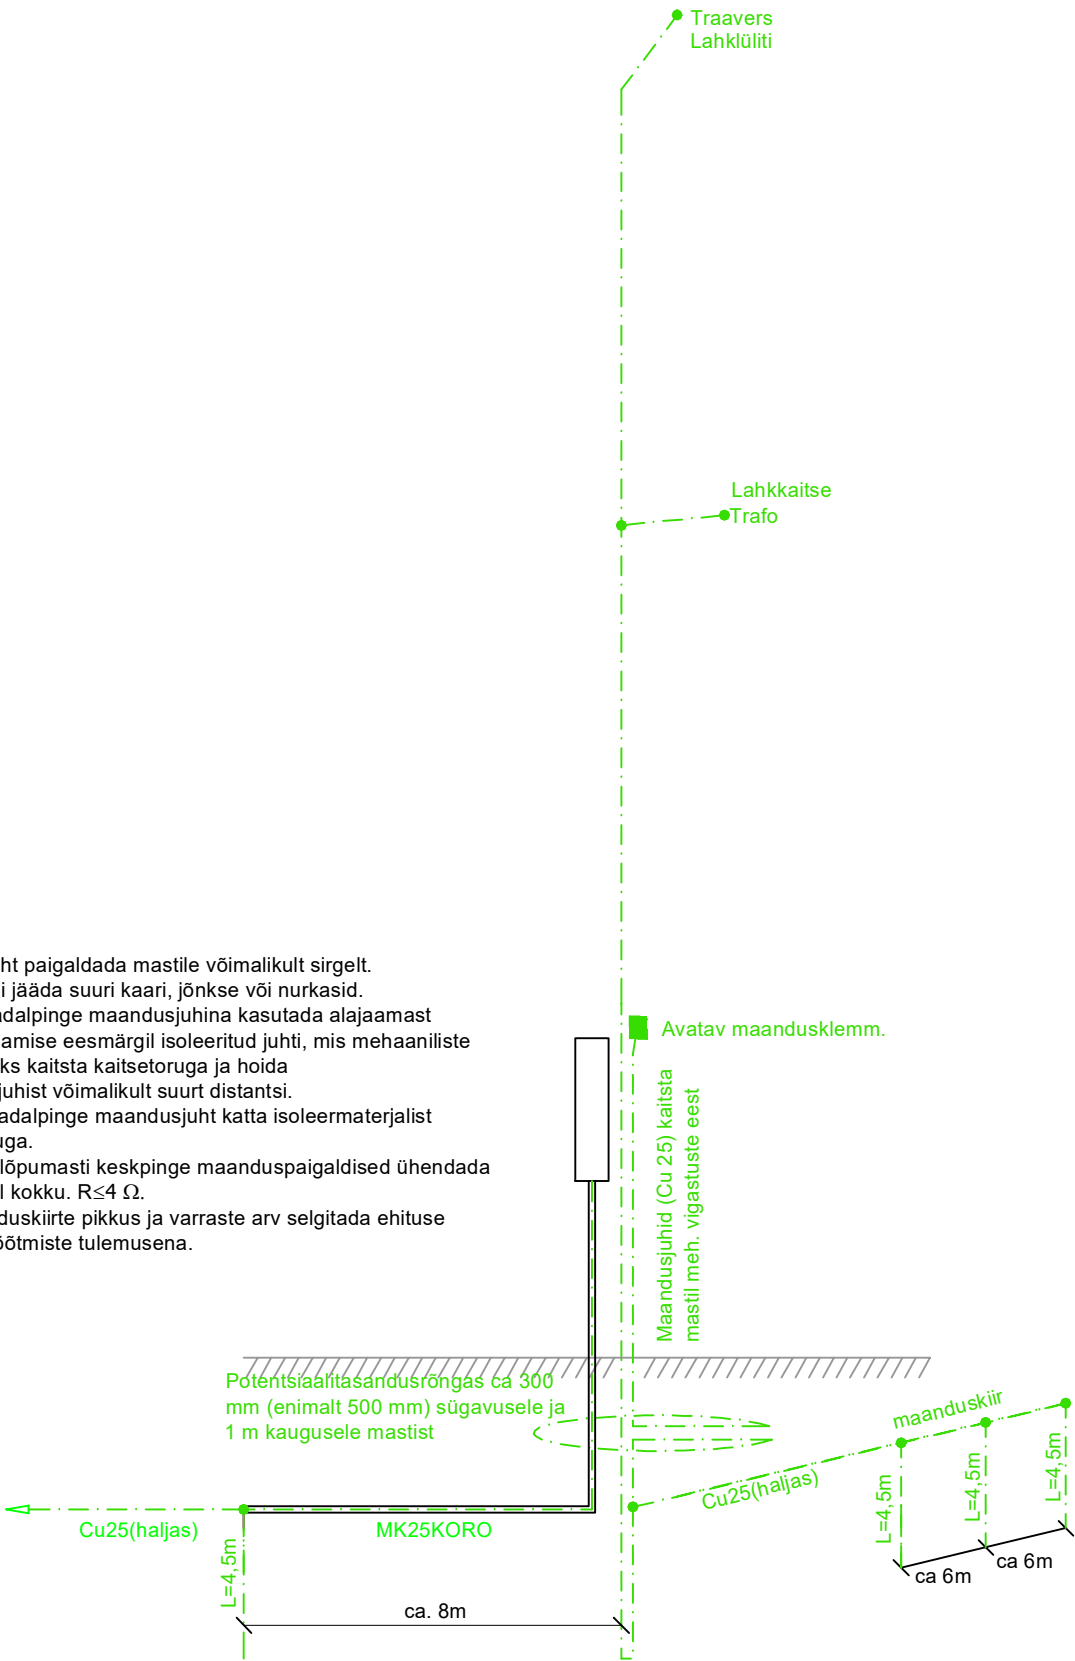 Traavers
Lahklüliti
Lahkkaitse
Trafo
ht paigaldada mastile võimalikult sirgelt.
i jääda suuri kaari, jõnkse või nurkasid.
dalpinge maandusjuhina kasutada alajaamast
amise eesmärgil isoleeritud juhti, mis mehaaniliste
ks kaitsta kaitsetoruga ja hoida
juhist võimalikult suurt distantsi.
adalpinge maandusjuht katta isoleermaterjalist
uga.
lõpumasti keskpinge maanduspaigaldised ühendada
l kokku. R≤4 Ω.
duskiirte pikkus ja varraste arv selgitada ehituse
õõtmiste tulemusena.
Avatav maandusklemm.
Maandusjuhid (Cu 25) kaitsta
mastil meh. vigastuste eest
Potentsiaalitasandusrõngas ca 300
mm (enimalt 500 mm) sügavusele ja
1 m kaugusele mastist
maanduskiir
Cu25(haljas)
L=4,5m
L=4,5m
L=4,5m
ca 6m
ca 6m
Cu25(haljas)
MK25KORO
L=4,5m
ca. 8m